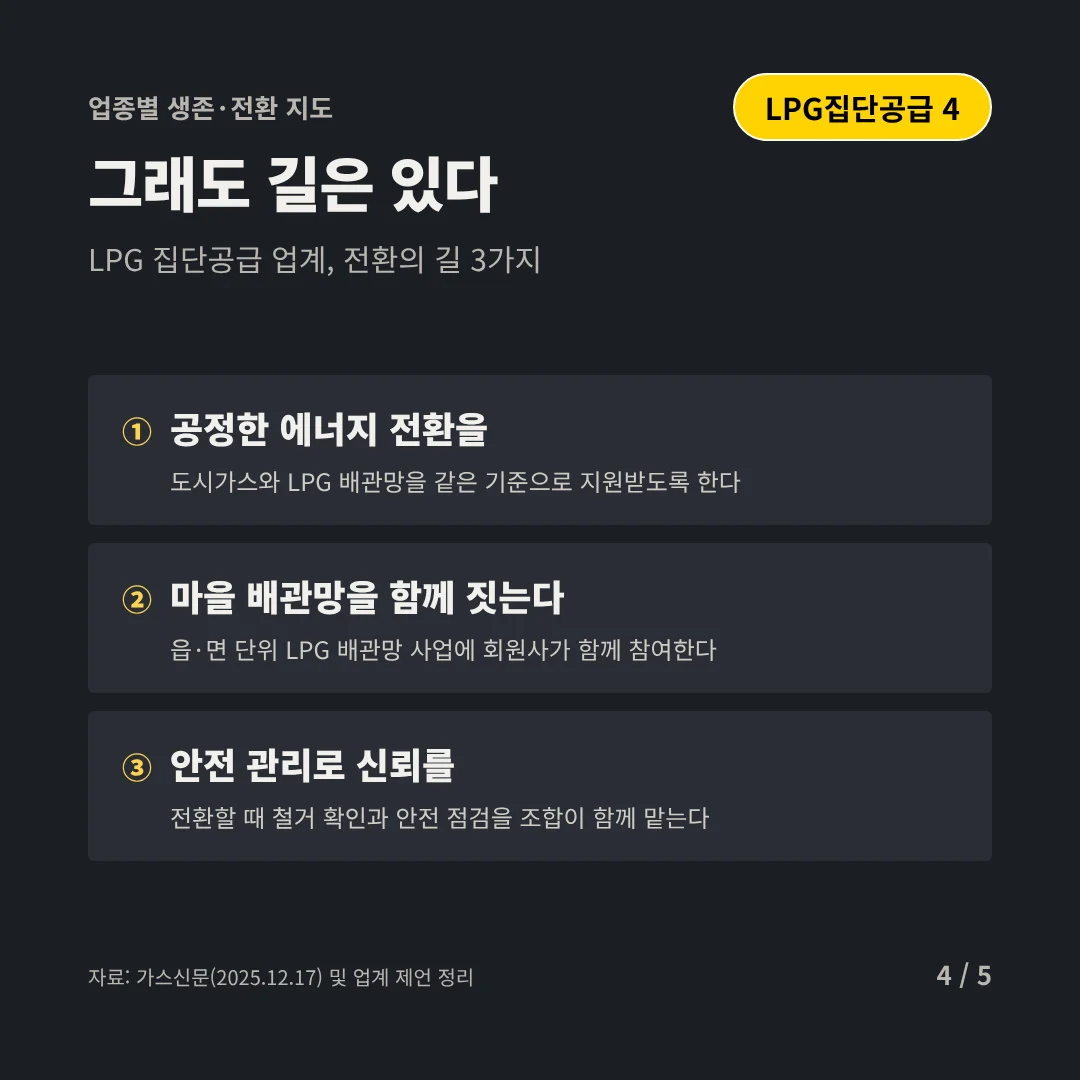 업종별 생존·전환 지도
LPG집단공급 4
그래도 길은 있다
LPG 집단공급 업계, 전환의 길 3가지
① 공정한 에너지 전환을
도시가스와 LPG 배관망을 같은 기준으로 지원받도록 한다
② 마을 배관망을 함께 짓는다
읍·면 단위 LPG 배관망 사업에 회원사가 함께 참여한다
③ 안전 관리로 신뢰를
전환할 때 철거 확인과 안전 점검을 조합이 함께 맡는다
자료: 가스신문(2025.12.17) 및 업계 제언 정리
4 / 5